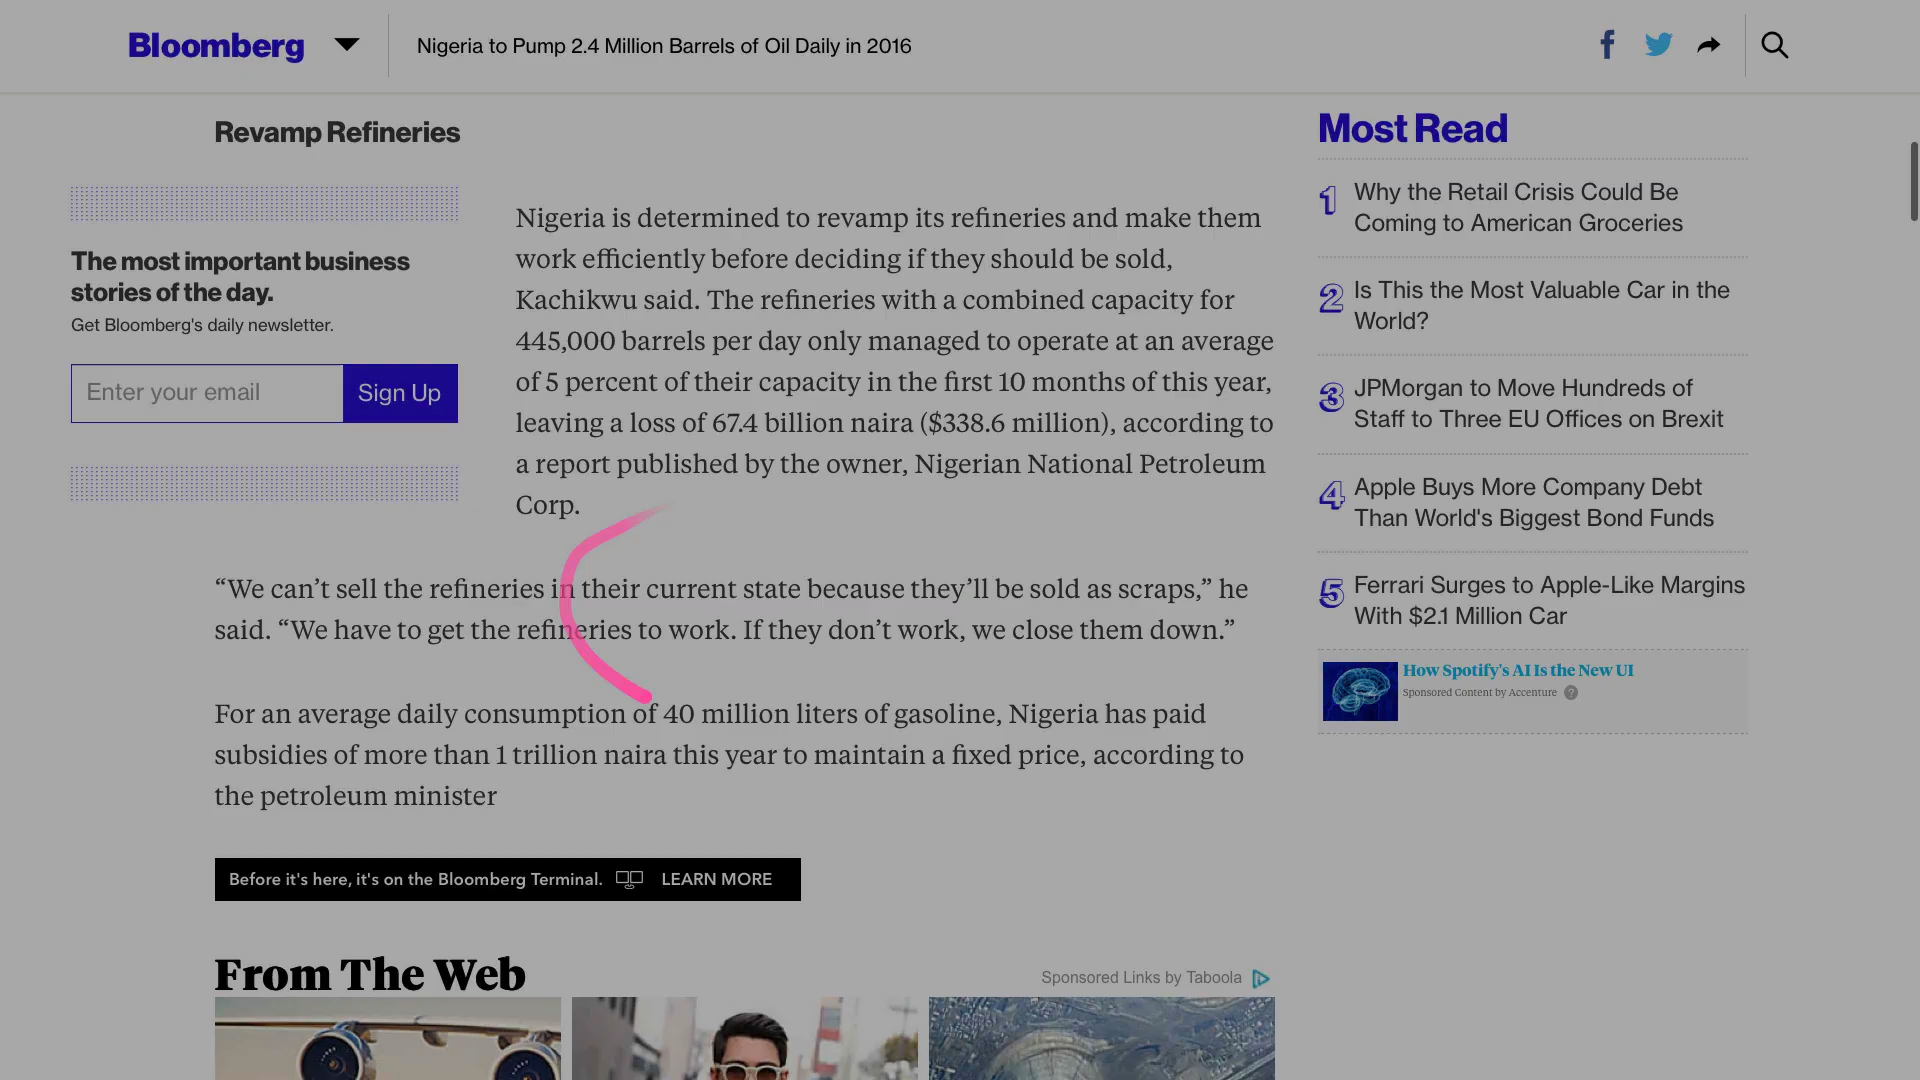 Bloomberg
Nigeria to Pump 2.4 Million Barrels of Oil Daily in 2016
Revamp Refineries
The most important business
stories of the day.
Get Bloomberg's daily newsletter.
Enter your email
Sign Up
Nigeria is determined to revamp its refineries and make them
work efficiently before deciding if they should be sold,
Kachikwu said. The refineries with a combined capacity for
445,000 barrels per day only managed to operate at an average
of 5 percent of their capacity in the first 10 months of this year,
leaving a loss of 67.4 billion naira ($338.6 million), according to
a report published by the owner, Nigerian National Petroleum
Corp.
“We can’t sell the refineries in their current state because they’ll be sold as scraps,” he
said. “We have to get the refineries to work. If they don’t work, we close them down.”
For an average daily consumption of 40 million liters of gasoline, Nigeria has paid
subsidies of more than 1 trillion naira this year to maintain a fixed price, according to
the petroleum minister
Before it's here, it's on the Bloomberg Terminal. LEARN MORE
From The Web
Sponsored Links by Taboola
Most Read
1 Why the Retail Crisis Could Be
Coming to American Groceries
2 Is This the Most Valuable Car in the
World?
3 JPMorgan to Move Hundreds of
Staff to Three EU Offices on Brexit
4 Apple Buys More Company Debt
Than World's Biggest Bond Funds
5 Ferrari Surges to Apple-Like Margins
With $2.1 Million Car
How Spotify's AI Is the New UI
Sponsored Content by Accenture ?